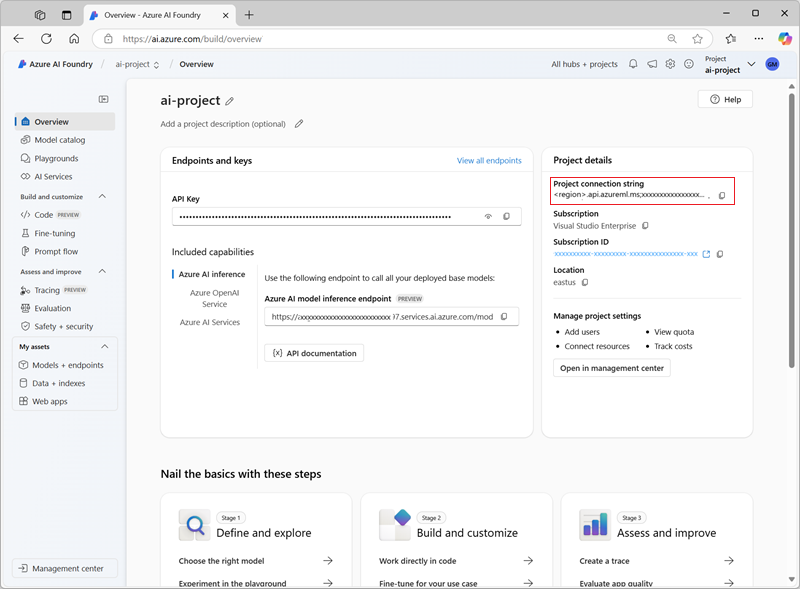 Overview - Azure AI Foundry
https://ai.azure.com/build/overview
Azure AI Foundry / ai-project / Overview
All hubs + projects
Project
ai-project
GM
Overview
Model catalog
Playgrounds
AI Services
Build and customize
Code PREVIEW
Fine-tuning
Prompt flow
Assess and improve
Tracing PREVIEW
Evaluation
Safety + security
My assets
Models + endpoints
Data + indexes
Web apps
Management center
ai-project
Help
Add a project description (optional)
Endpoints and keys
View all endpoints
API Key
Included capabilities
Azure AI inference
Azure OpenAI
Service
Azure AI Services
Use the following endpoint to call all your deployed base models:
Azure AI model inference endpoint PREVIEW
97.services.ai.azure.com/mod
{x} API documentation
Project details
Project connection string
<region>.api.azureml.ms;xxxxxxxxxxxxxxxx...
Subscription
Visual Studio Enterprise
Subscription ID
Location
eastus
Manage project settings
• Add users
• View quota
• Connect resources
• Track costs
Open in management center
Nail the basics with these steps
Stage 1
Define and explore
Choose the right model
Experiment in the playground
Stage 2
Build and customize
Work directly in code
Fine-tune for your use case
Stage 3
Assess and improve
Create a trace
Evaluate app quality